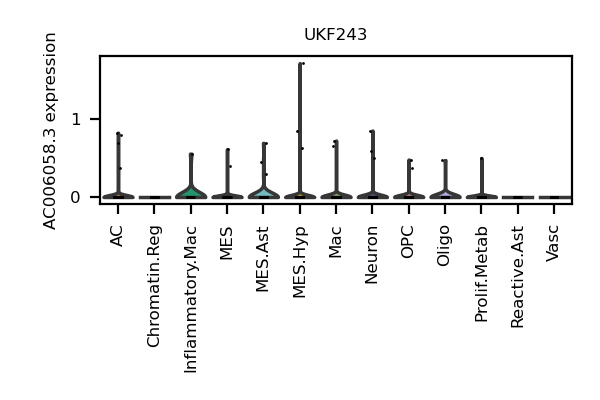 UKF243
AC006058.3 expression
1
0
AC
Chromatin.Reg
Inflammatory.Mac
MES
MES.Ast
MES.Hyp
Mac
Neuron
OPC
Oligo
Prolif.Metab
Reactive.Ast
Vasc